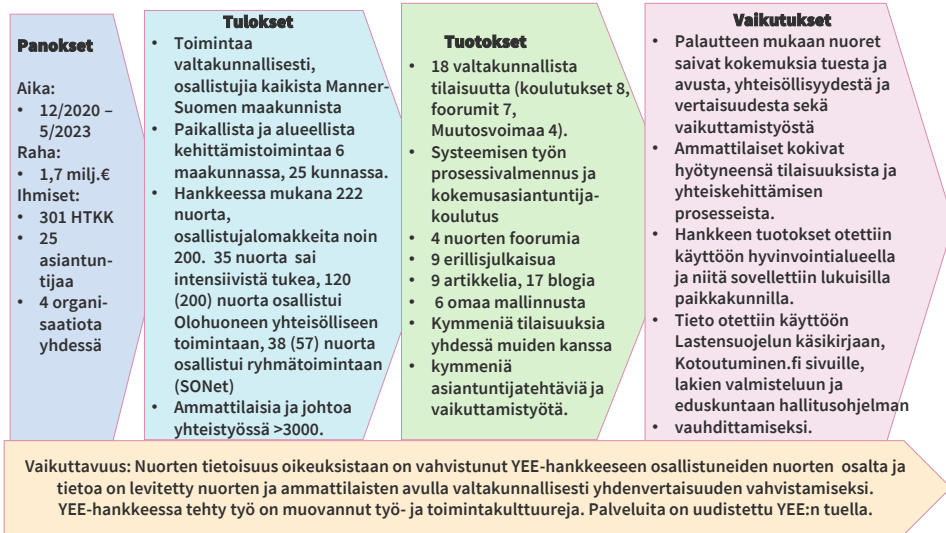 Panokset
Aika:
• 12/2020 –
5/2023
Raha:
• 1,7 milj.€
Ihmiset:
• 301 HTKK
• 25
asiantun-
tijaa
• 4 organi-
saatiota
yhdessä
Tulokset
• Toimintaa
valtakunnallisesti,
osallistujia kaikista Manner-
Suomen maakunnista
• Paikallista ja alueellista
kehittämistoimintaa 6
maakunnassa, 25 kunnassa.
• Hankkeessa mukana 222
nuorta,
osallistujalomakkeita noin
200. 35 nuorta sai
intensiivistä tukea, 120
(200) nuorta osallistui
Olohuoneen yhteisölliseen
toimintaan, 38 (57) nuorta
osallistui ryhmätoimintaan
(SONet)
• Ammattilaisia ja johtoa
yhteistyössä >3000.
Tuotokset
• 18 valtakunnallista
tilaisuutta (koulutukset 8,
foorumit 7,
Muutosvoimaa 4).
• Systeemisen työn
prosessivalmennus ja
kokemusasiantuntija-
koulutus
• 4 nuorten foorumia
• 9 erillisjulkaisua
• 9 artikkelia, 17 blogia
• 6 omaa mallinnusta
• Kymmeniä tilaisuuksia
yhdessä muiden kanssa
• kymmeniä
asiantuntijatehtäviä ja
vaikuttamistyötä.
Vaikutukset
• Palautteen mukaan nuoret
saivat kokemuksia tuesta ja
avusta, yhteisöllisyydestä ja
vertaisuudesta sekä
vaikuttamistyöstä
• Ammattilaiset kokivat
hyötyneensä tilaisuuksista ja
yhteiskehittämisen
prosesseista.
• Hankkeen tuotokset otettiin
käyttöön hyvinvointialueella
ja niitä sovellettiin lukuisilla
paikkakunnilla.
• Tieto otettiin käyttöön
Lastensuojelun käsikirjaan,
Kotoutuminen.fi sivuille,
lakien valmisteluun ja
eduskuntaan hallitusohjelman
• vauhdittamiseksi.
Vaikuttavuus: Nuorten tietoisuus oikeuksistaan on vahvistunut YEE-hankkeeseen osallistuneiden nuorten osalta ja
tietoa on levitetty nuorten ja ammattilaisten avulla valtakunnallisesti yhdenvertaisuuden vahvistamiseksi.
YEE-hankkeessa tehty työ on muovannut työ- ja toimintakulttuureja. Palveluita on uudistettu YEE:n tuella.